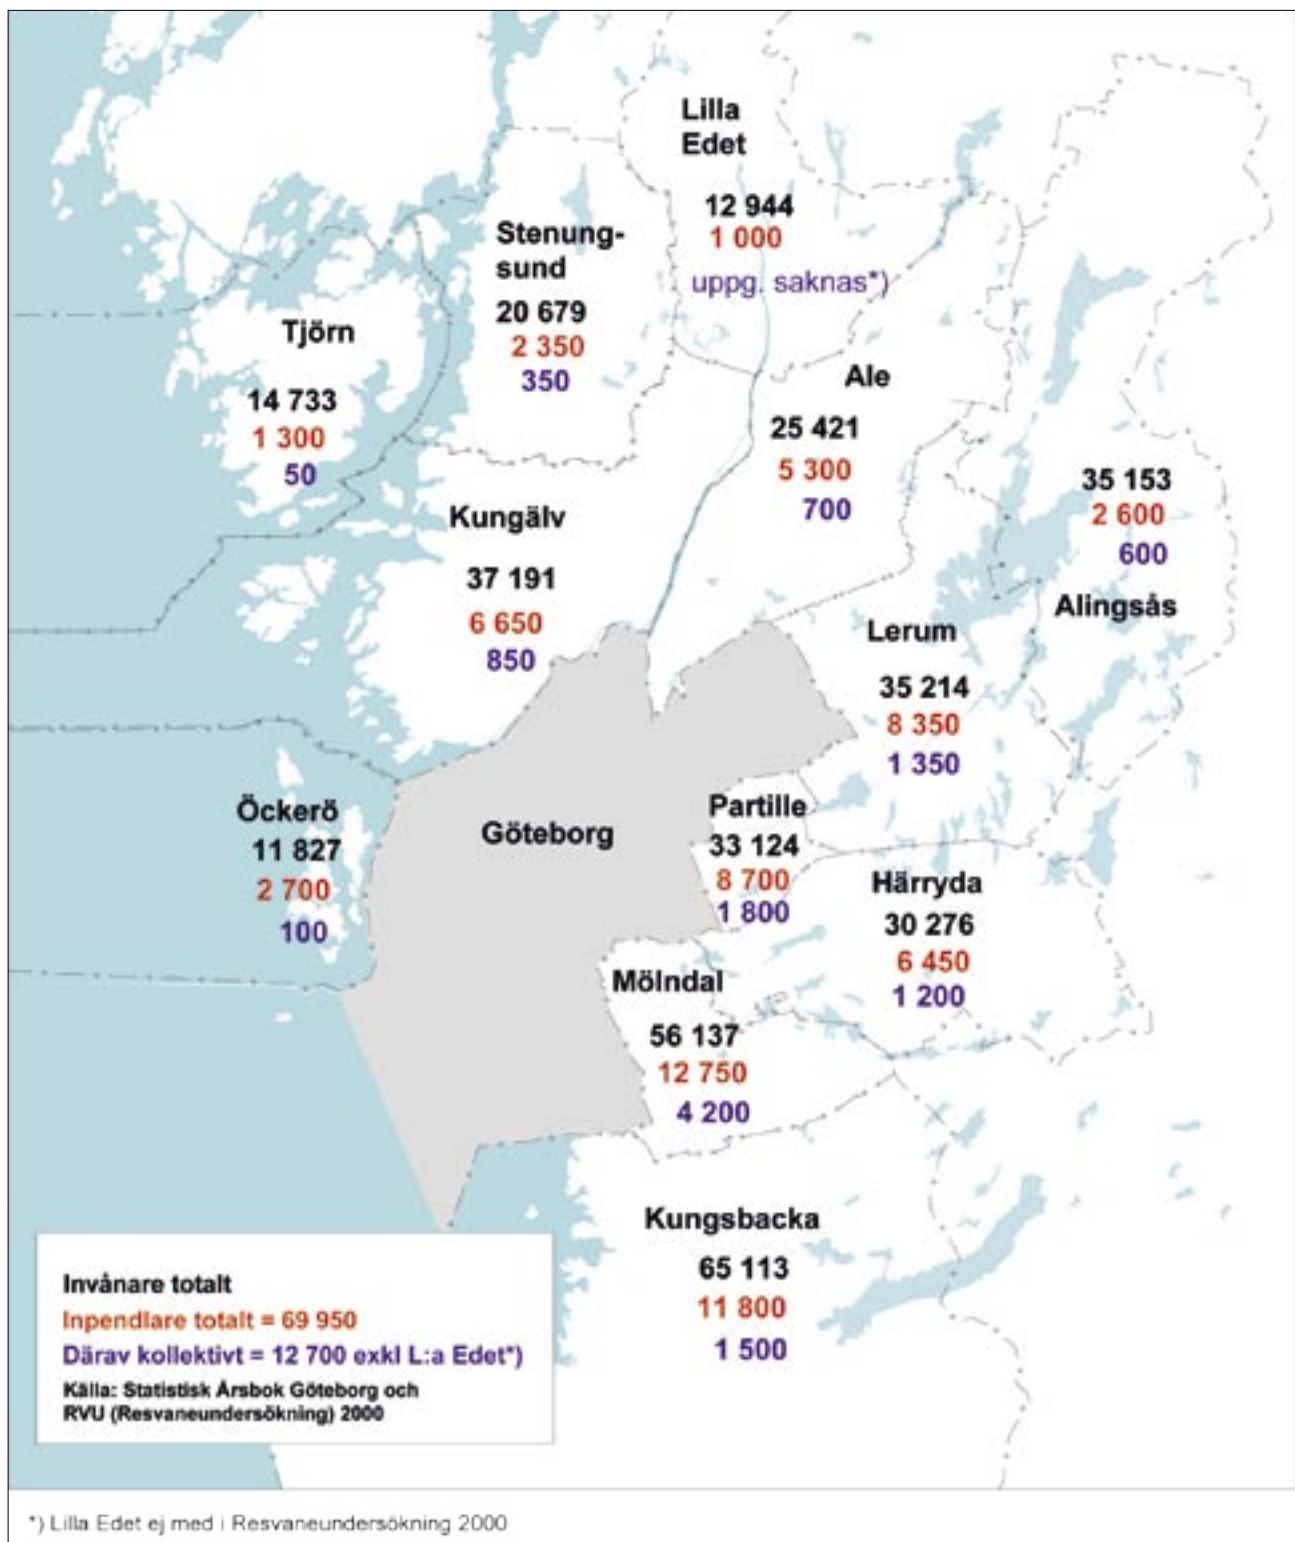 Lilla
Edet
12 944
1 000
uppg. saknas*)
Stenung-
sund
20 679
2 350
350
Tjörn
14 733
1 300
50
Ale
25 421
5 300
700
35 153
2 600
600
Alingsås
Kungälv
37 191
6 650
850
Lerum
35 214
8 350
1 350
Öckerö
11 827
2 700
100
Göteborg
Partille
33 124
8 700
1 800
Härryda
30 276
6 450
1 200
Mölndal
56 137
12 750
4 200
Kungsbacka
65 113
11 800
1 500
Invånare totalt
Inpendlare totalt = 69 950
Därav kollektivt = 12 700 exkl L:a Edet*)
Källa: Statistisk Årsbok Göteborg och
RVU (Resvaneundersökning) 2000
*) Lilla Edet ej med i Resvaneundersökning 2000